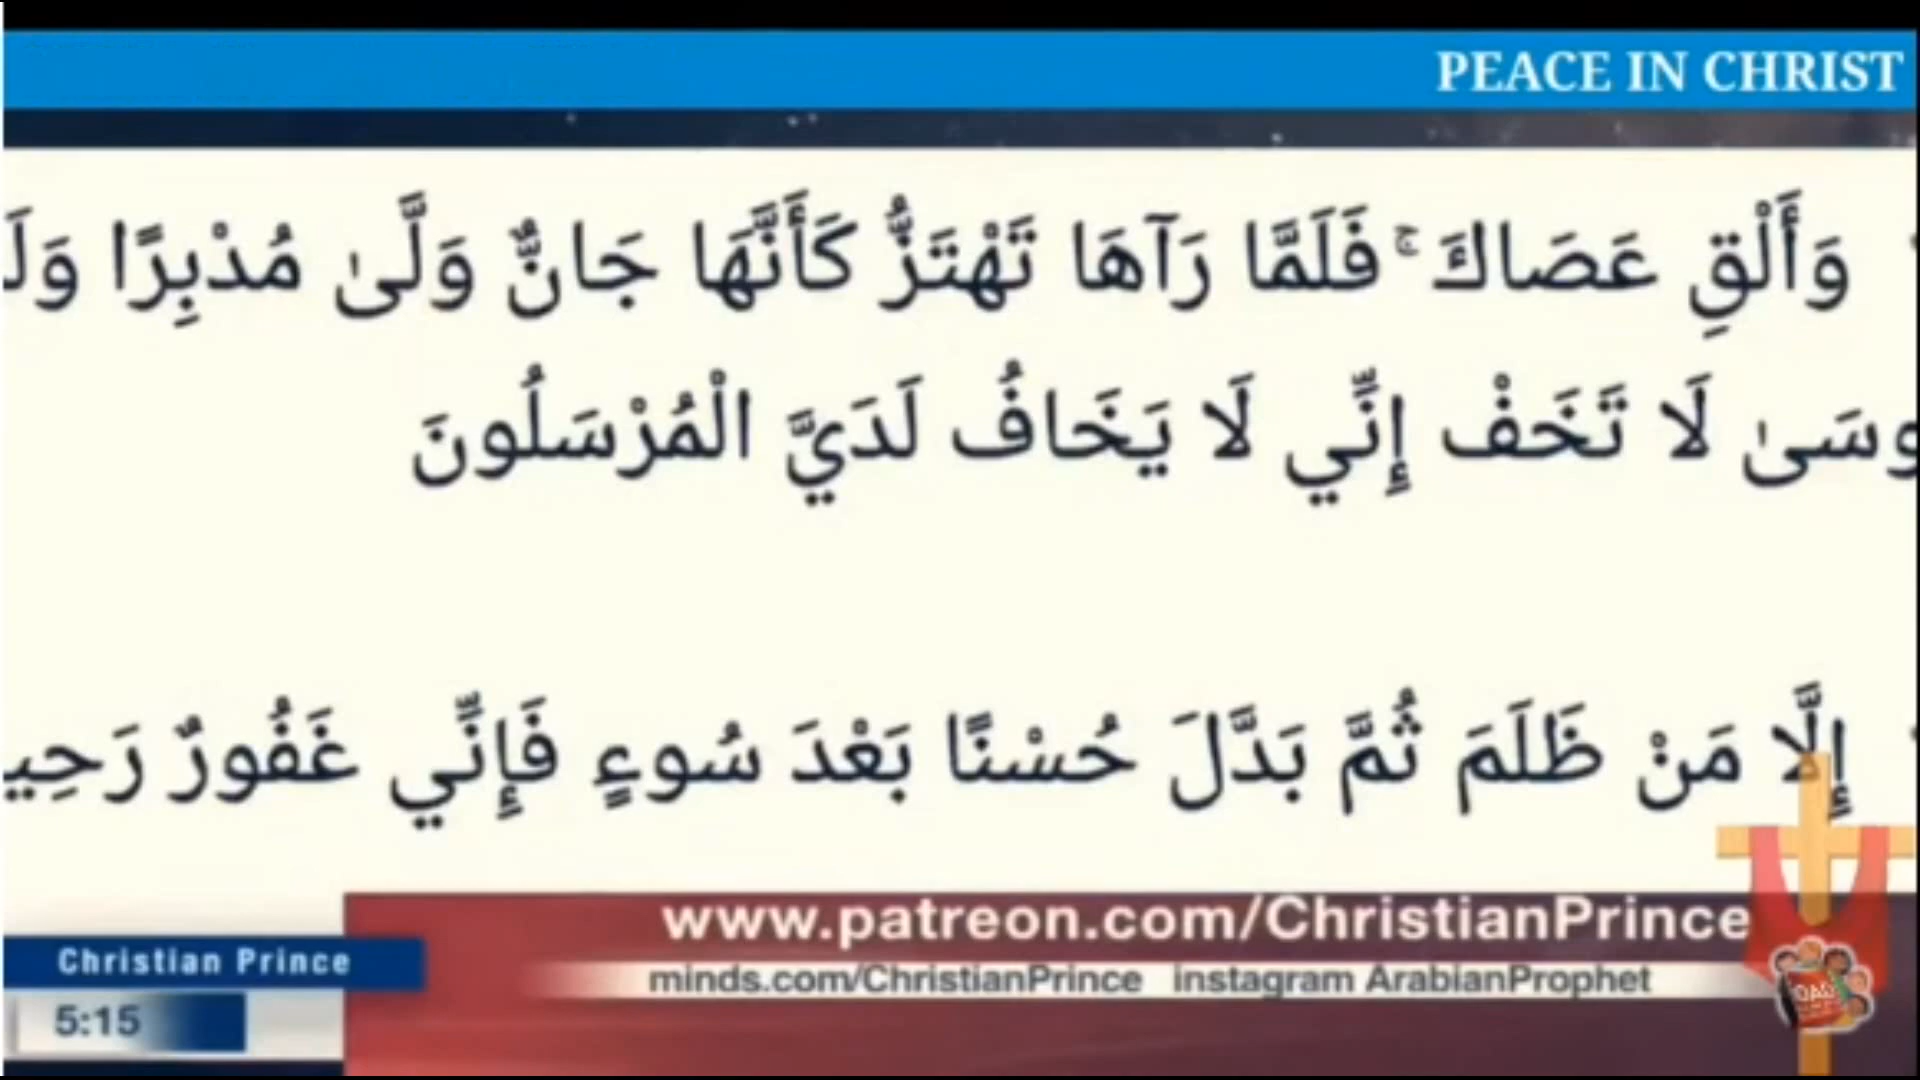 PEACE IN CHRIST
وَأَلْقِ عَصَاكَ ۚ فَلَمَّا رَآهَا تَهْتَزُّ كَأَنَّهَا جَانٌّ وَلَّىٰ مُدْبِرًا
لَا تَخَفْ إِنِّي لَا يَخَافُ لَدَيَّ الْمُرْسَلُونَ
إِلَّا مَنْ ظَلَمَ ثُمَّ بَدَّلَ حُسْنًا بَعْدَ سُوءٍ فَإِنِّي غَفُورٌ
www.patreon.com/ChristianPrince
Christian Prince
minds.com/ChristianPrince instagram ArabianProphet
5:15